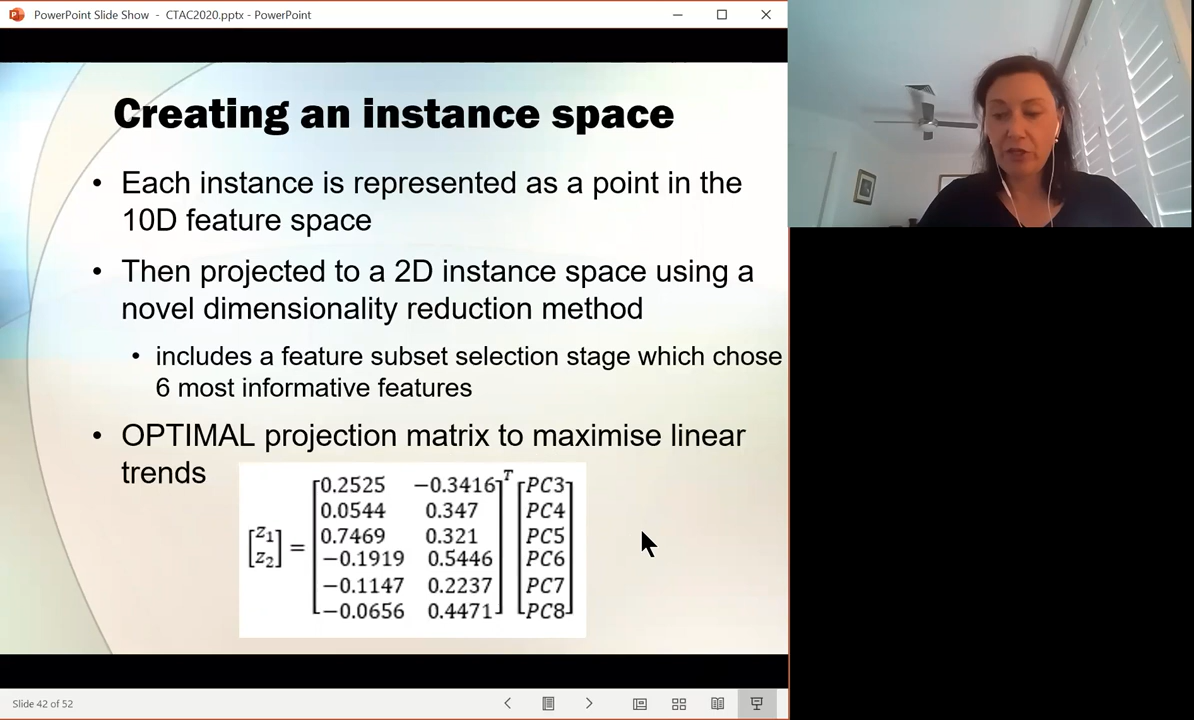 PowerPoint Slide Show - CTAC2020.pptx - PowerPoint
Creating an instance space
• Each instance is represented as a point in the
10D feature space
• Then projected to a 2D instance space using a
novel dimensionality reduction method
• includes a feature subset selection stage which chose
6 most informative features
• OPTIMAL projection matrix to maximise linear
trends
[z₁ z₂] =
0.2525 −0.3416 T PC3
0.0544 0.347 PC4
0.7469 0.321 PC5
−0.1919 0.5446 PC6
−0.1147 0.2237 PC7
−0.0656 0.4471 PC8
Slide 42 of 52